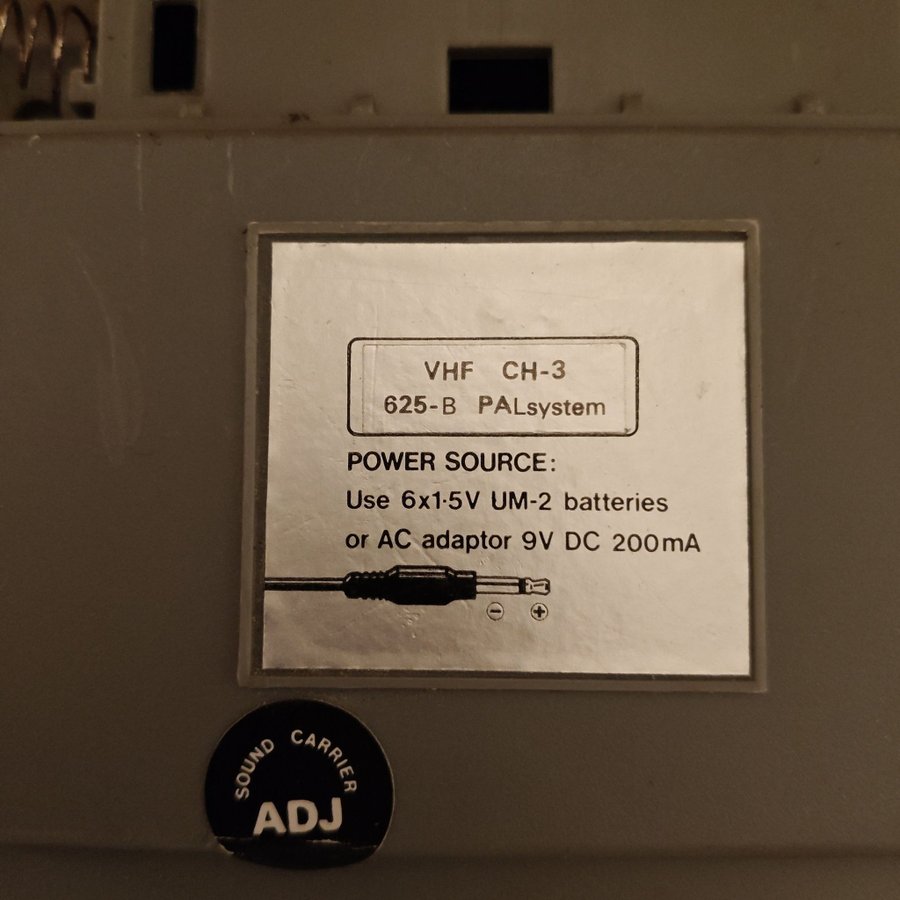 VHF CH-3
625-B PALsystem
POWER SOURCE:
Use 6x1·5V UM-2 batteries
or AC adaptor 9V DC 200mA
- +
SOUND CARRIER
ADJ